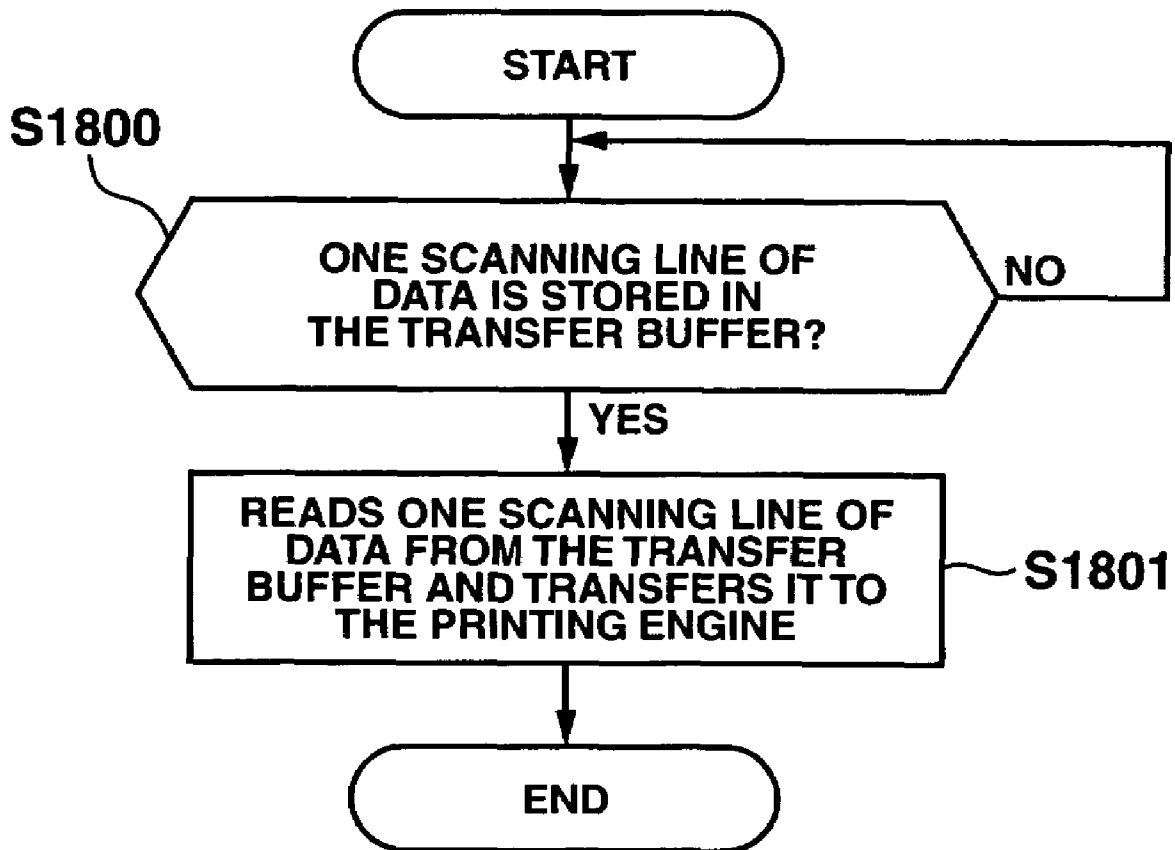 START
S1800
ONE SCANNING LINE OF
DATA IS STORED IN
THE TRANSFER BUFFER?
NO
YES
READS ONE SCANNING LINE OF
DATA FROM THE TRANSFER
BUFFER AND TRANSFERS IT TO
THE PRINTING ENGINE
S1801
END